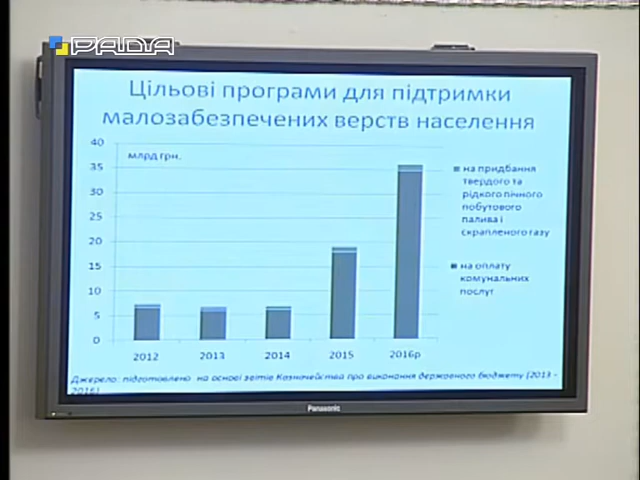 РАДА
Цільові програми для підтримки
малозабезпечених верств населення
40
35
30
25
20
15
10
5
0
млрд грн.
2012 2013 2014 2015 2016р
на придбання
твердого та
рідкого пічного
побутового
палива і
скрапленого газу
на оплату
комунальних
послуг
Джерело: підготовлено на основі звітів Казначейства про виконання державного бюджету (2013 -
2016)
Panasonic